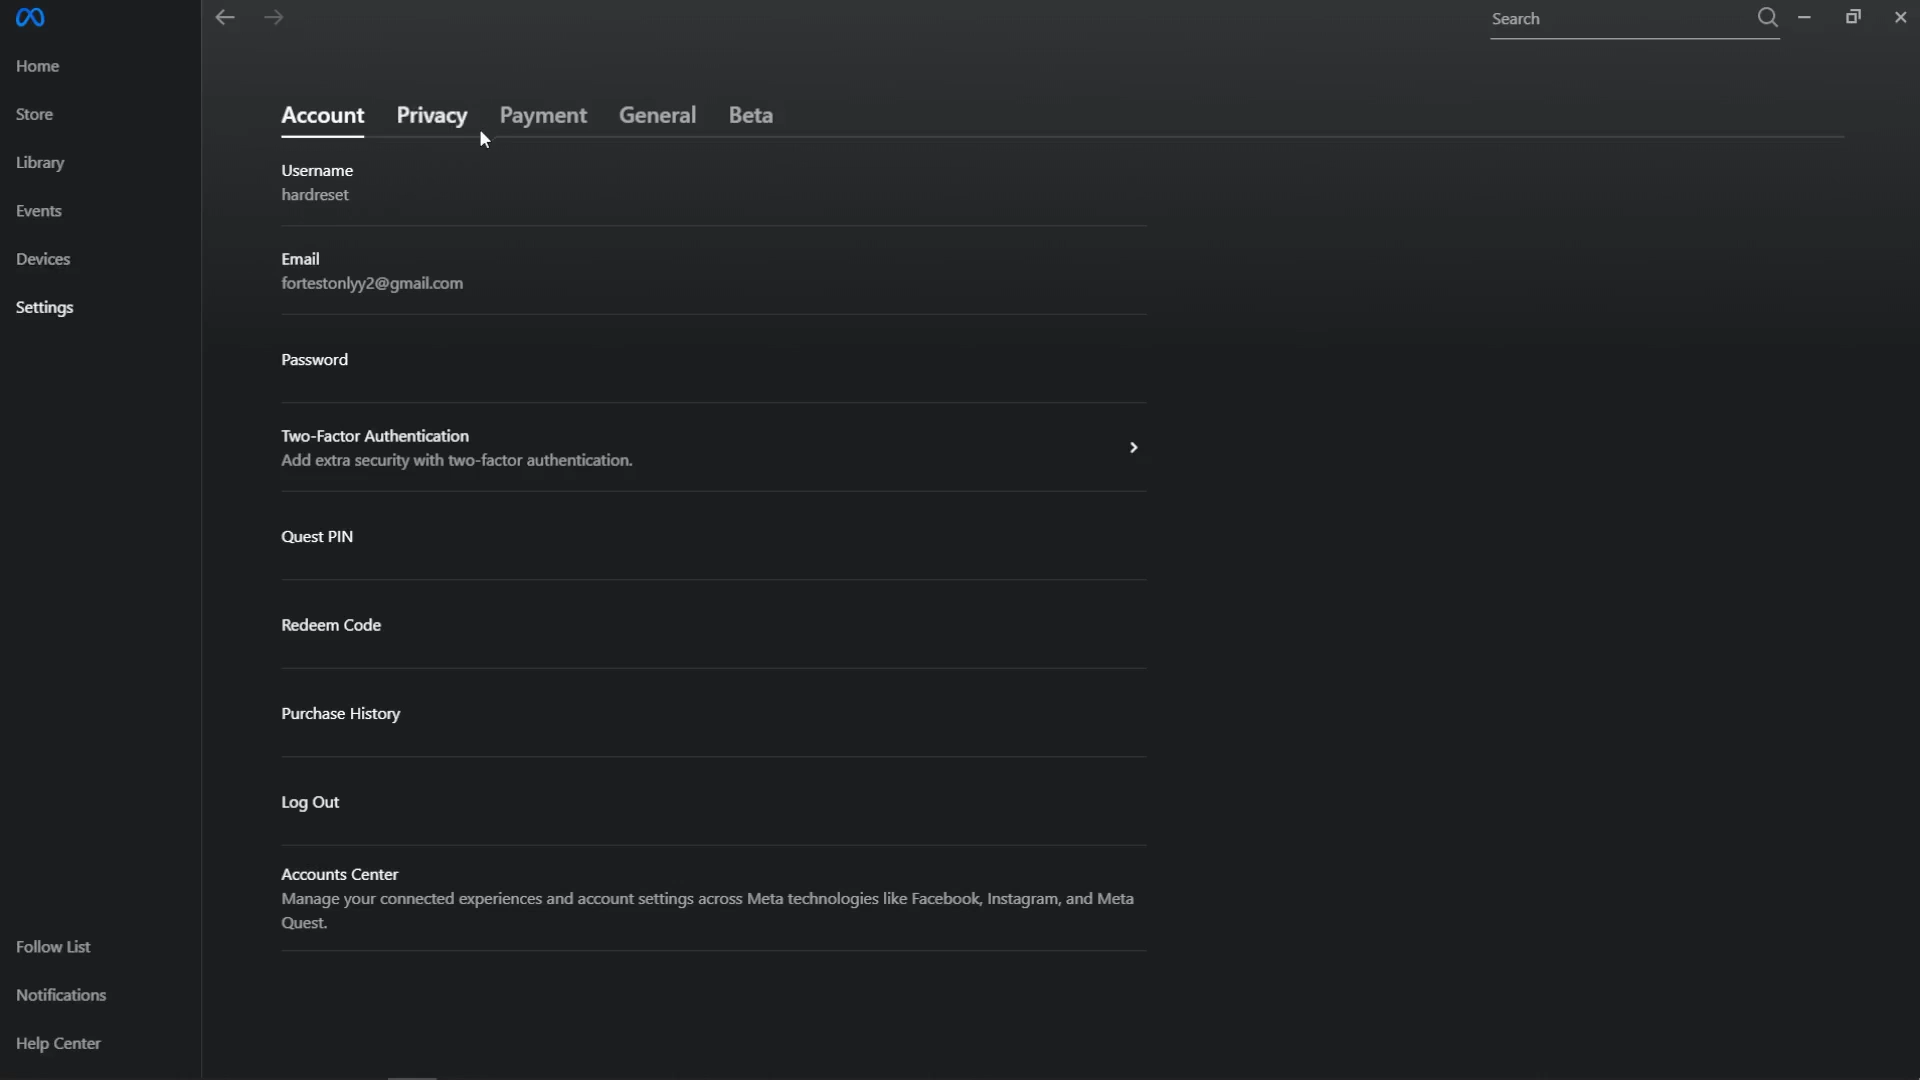 Search
Home
Store
Library
Events
Devices
Settings
Account Privacy Payment General Beta
Username
hardreset
Email
fortestonlyy2@gmail.com
Password
Two-Factor Authentication
Add extra security with two-factor authentication.
Quest PIN
Redeem Code
Purchase History
Log Out
Accounts Center
Manage your connected experiences and account settings across Meta technologies like Facebook, Instagram, and Meta
Quest.
Follow List
Notifications
Help Center